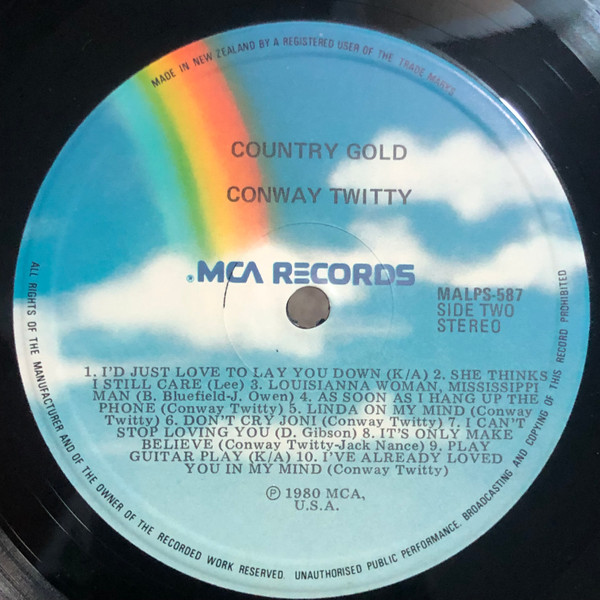 MADE IN NEW ZEALAND BY A REGISTERED USER OF THE TRADE MARKS
COUNTRY GOLD
CONWAY TWITTY
®MCA RECORDS
MALPS-587
SIDE TWO
STEREO
1. I'D JUST LOVE TO LAY YOU DOWN (K/A) 2. SHE THINKS
I STILL CARE (Lee) 3. LOUISIANNA WOMAN, MISSISSIPPI
MAN (B. Bluefield-J. Owen) 4. AS SOON AS I HANG UP THE
PHONE (Conway Twitty) 5. LINDA ON MY MIND (Conway
Twitty) 6. DON'T CRY JONI (Conway Twitty) 7. I CAN'T
STOP LOVING YOU (D. Gibson) 8. IT'S ONLY MAKE
BELIEVE (Conway Twitty-Jack Nance) 9. PLAY
GUITAR PLAY (K/A) 10. I'VE ALREADY LOVED
YOU IN MY MIND (Conway Twitty)
℗ 1980 MCA,
U.S.A.
ALL RIGHTS OF THE MANUFACTURER AND OF THE OWNER OF THE RECORDED WORK RESERVED. UNAUTHORISED PUBLIC PERFORMANCE, BROADCASTING AND COPYING OF THIS RECORD PROHIBITED